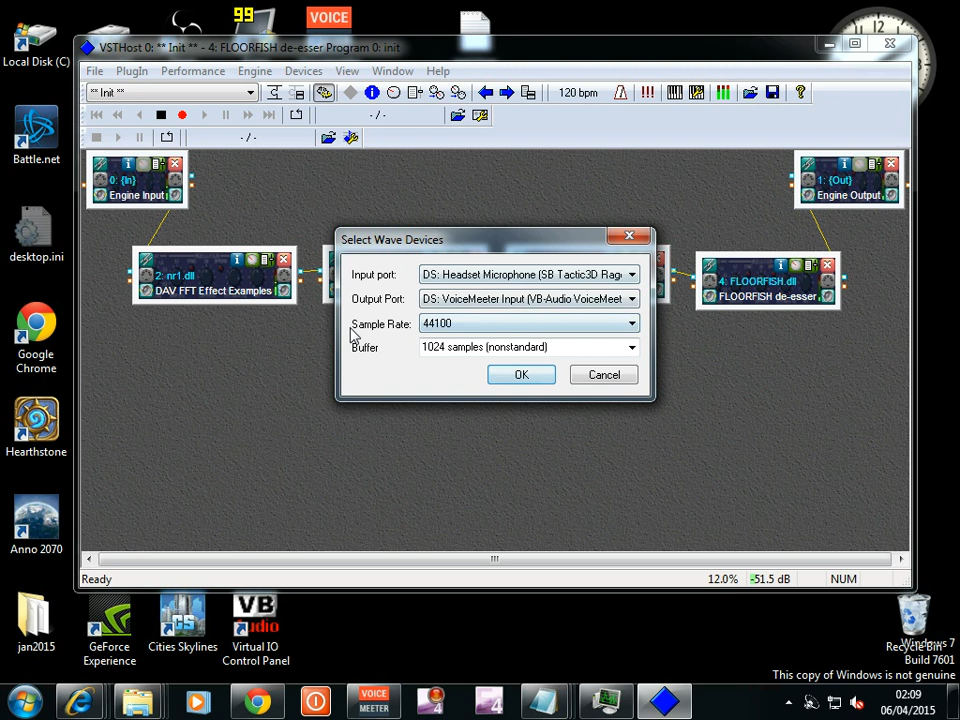 99
VOICE
Local Disk (C)
VSTHost 0: ** Init ** - 4: FLOORFISH de-esser Program 0: init
File PlugIn Performance Engine Devices View Window Help
** Init **
120 bpm
- / -
- / -
Battle.net
0: {In}
Engine Input
1: {Out}
Engine Output
desktop.ini
Select Wave Devices
Input port: DS: Headset Microphone (SB Tactic3D Rag
2: nr1.dll
DAV FFT Effect Examples
4: FLOORFISH.dll
FLOORFISH de-esser
Output Port: DS: VoiceMeeter Input (VB-Audio VoiceMeet
Sample Rate: 44100
Buffer 1024 samples (nonstandard)
OK Cancel
Google
Chrome
Hearthstone
Anno 2070
Ready 12.0% -51.5 dB NUM
VB
Audio
jan2015
GeForce
Experience
Cities Skylines
Virtual IO
Control Panel
Recycle Bin
Windows 7
Build 7601
This copy of Windows is not genuine
VOICE
MEETER
4
4
02:09
06/04/2015